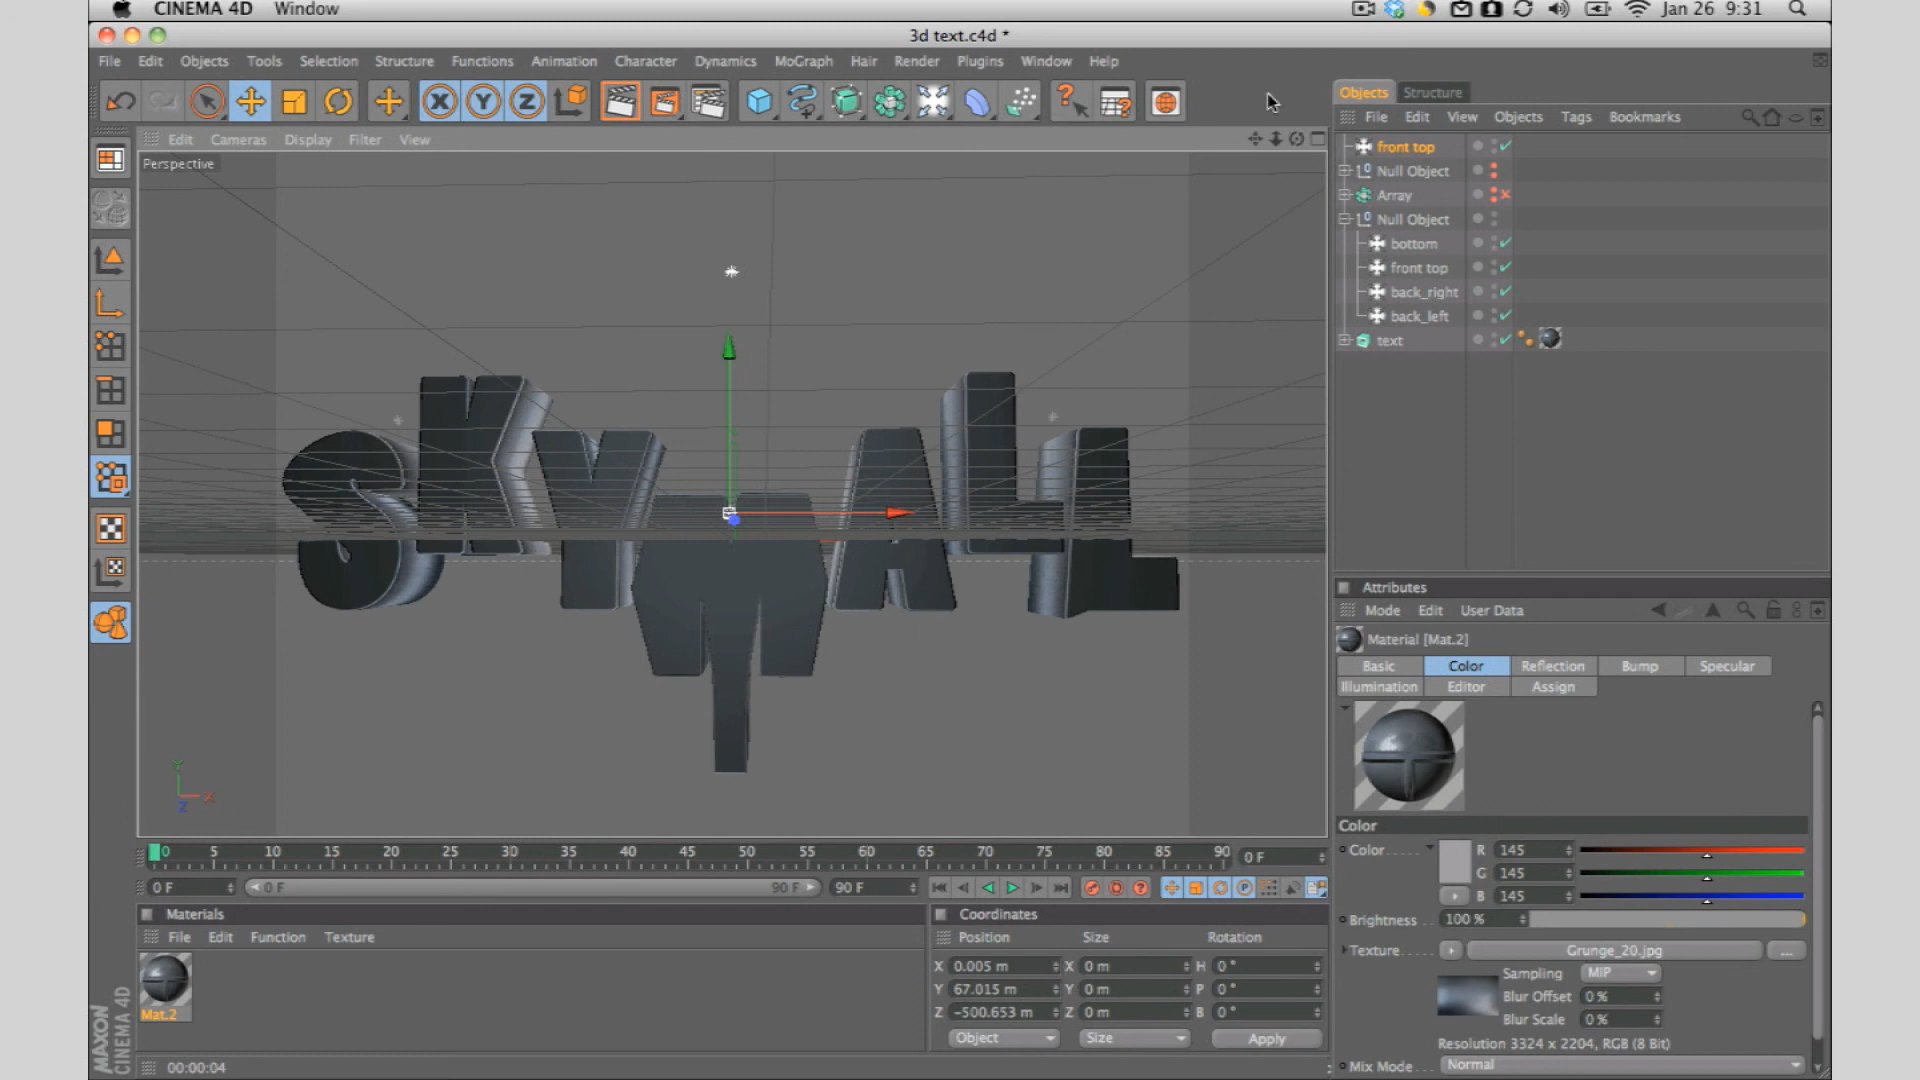 CINEMA 4D Window Jan 26 9:31
3d text.c4d *
File Edit Objects Tools Selection Structure Functions Animation Character Dynamics MoGraph Hair Render Plugins Window Help
X Y Z
Objects Structure
File Edit View Objects Tags Bookmarks
Edit Cameras Display Filter View
Perspective
front top
Null Object
Array
Null Object
bottom
front top
back_right
back_left
text
SKYWALL
Y X Z
Attributes
Mode Edit User Data
Material [Mat.2]
Basic Color Reflection Bump Specular
Illumination Editor Assign
Color
Color R 145
G 145
B 145
Brightness 100 %
Texture Grunge_20.jpg ...
Sampling MIP
Blur Offset 0 %
Blur Scale 0 %
Resolution 3324 x 2204, RGB (8 Bit)
Mix Mode Normal
0 5 10 15 20 25 30 35 40 45 50 55 60 65 70 75 80 85 90 0 F
0 F 0 F 90 F 90 F
Materials
File Edit Function Texture
Mat.2
Coordinates
Position Size Rotation
X 0.005 m X 0 m H 0 °
Y 67.015 m Y 0 m P 0 °
Z -500.653 m Z 0 m B 0 °
Object Size Apply
MAXON
CINEMA 4D
00:00:04